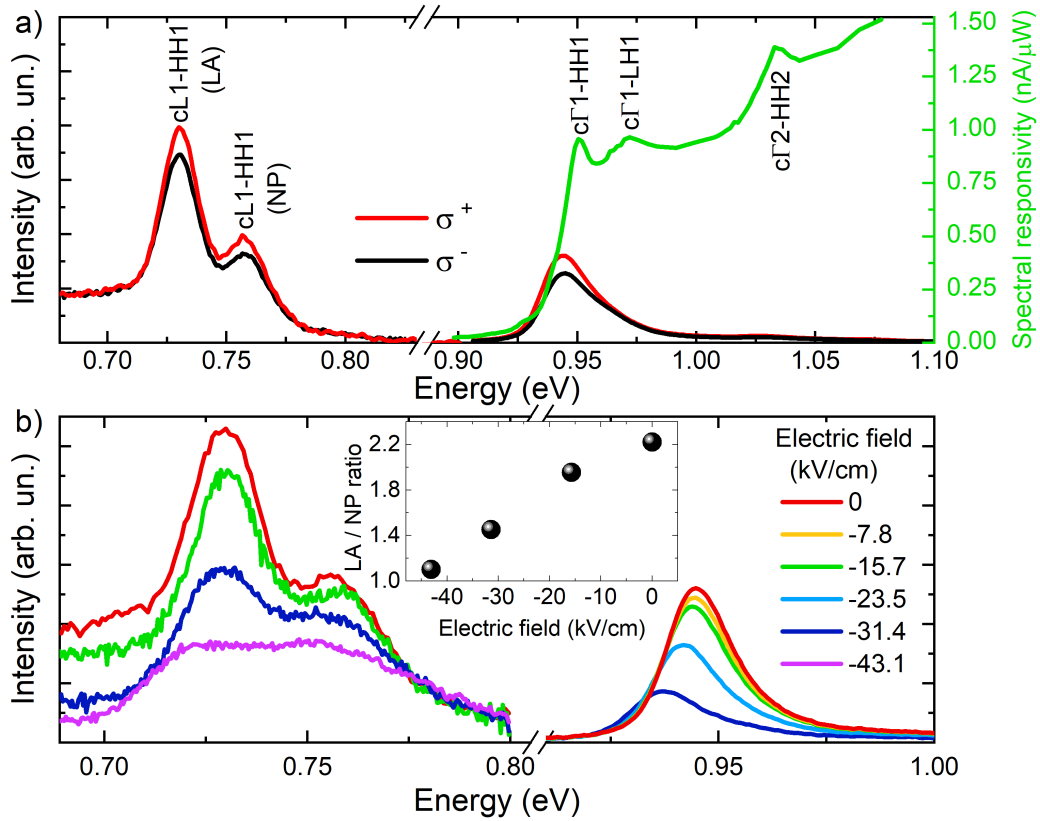 a)
Intensity (arb. un.)
cL1-HH1
(LA)
cL1-HH1
(NP)
σ+
σ-
cΓ1-HH1
cΓ1-LH1
cΓ2-HH2
1.50
1.25
1.00
0.75
0.50
0.25
0.00
Spectral responsivity (nA/μW)
0.70 0.75 0.80 0.90 0.95 1.00 1.05 1.10
Energy (eV)
b)
Intensity (arb. un.)
LA / NP ratio
2.2
1.8
1.4
1.0
-40 -30 -20 -10 0
Electric field (kV/cm)
Electric field
(kV/cm)
0
-7.8
-15.7
-23.5
-31.4
-43.1
0.70 0.75 0.80 0.95 1.00
Energy (eV)